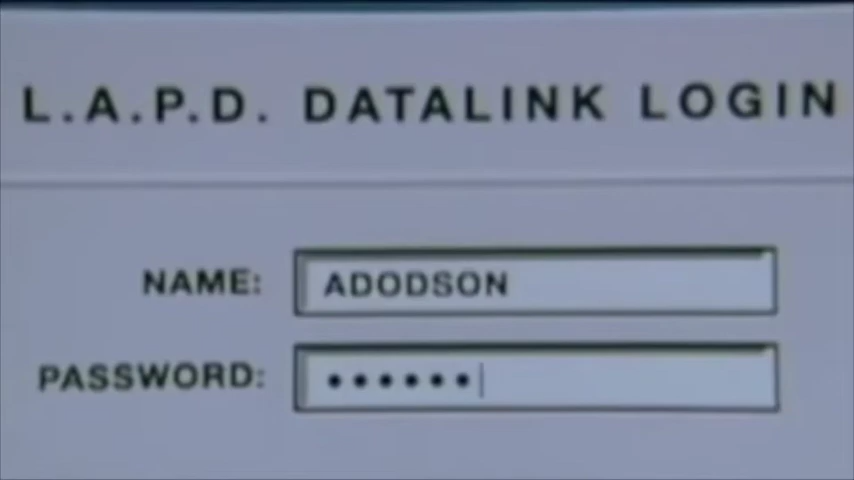 L.A.P.D. DATALINK LOGIN
NAME: ADODSON
PASSWORD: ••••••